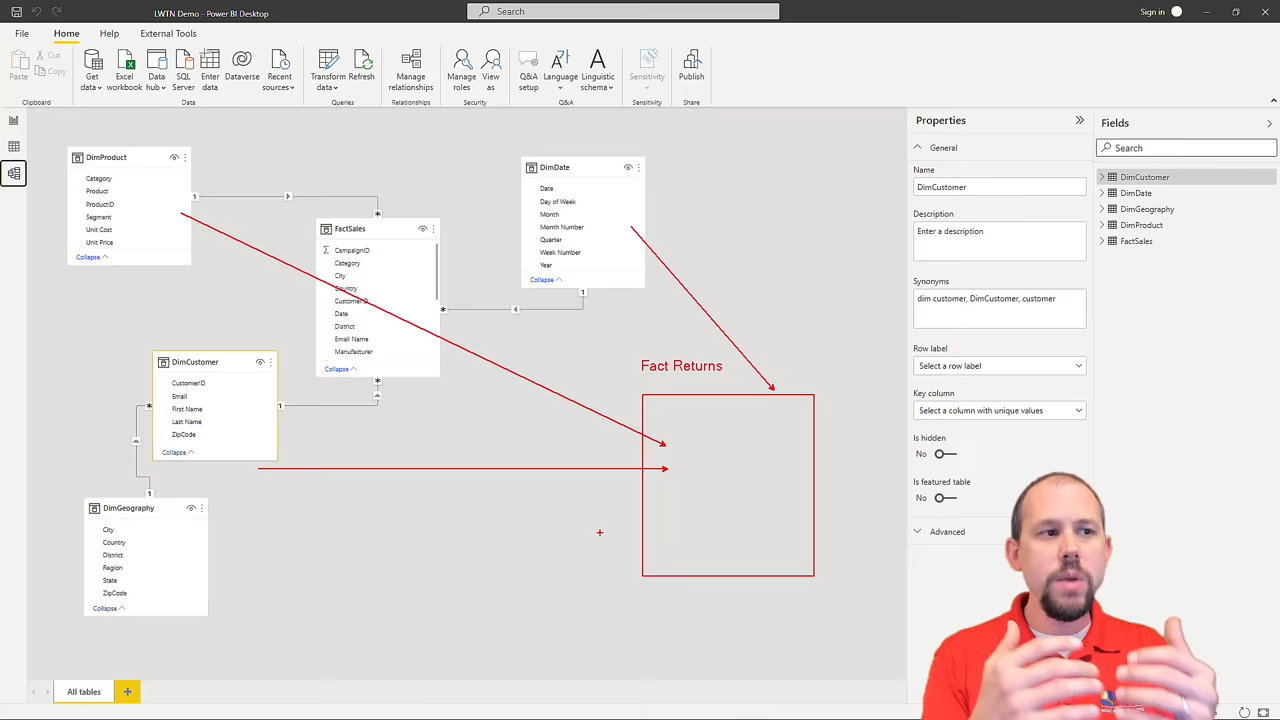 LWTN Demo - Power BI Desktop
Search
Sign in
File
Home
Help
External Tools
Paste
Cut
Copy
Get data
Excel workbook
Data hub
SQL Server
Enter data
Dataverse
Recent sources
Transform data
Refresh
Manage relationships
Manage roles
View as
Q&A setup
Language
Linguistic schema
Sensitivity
Publish
Clipboard
Data
Queries
Relationships
Security
Q&A
Sensitivity
Share
DimProduct
Category
Product
ProductID
Segment
Unit Cost
Unit Price
Collapse
1
*
FactSales
CampaignID
Category
City
Country
CustomerID
Date
District
Email Name
Manufacturer
Collapse
*
*
DimDate
Date
Day of Week
Month
Month Number
Quarter
Week Number
Year
Collapse
1
Fact Returns
DimCustomer
CustomerID
Email
First Name
Last Name
ZipCode
Collapse
*
1
1
DimGeography
City
Country
District
Region
State
ZipCode
Collapse
All tables
Properties
General
Name
DimCustomer
Description
Enter a description
Synonyms
dim customer, DimCustomer, customer
Row label
Select a row label
Key column
Select a column with unique values
Is hidden
No
Is featured table
No
Advanced
Fields
Search
DimCustomer
DimDate
DimGeography
DimProduct
FactSales